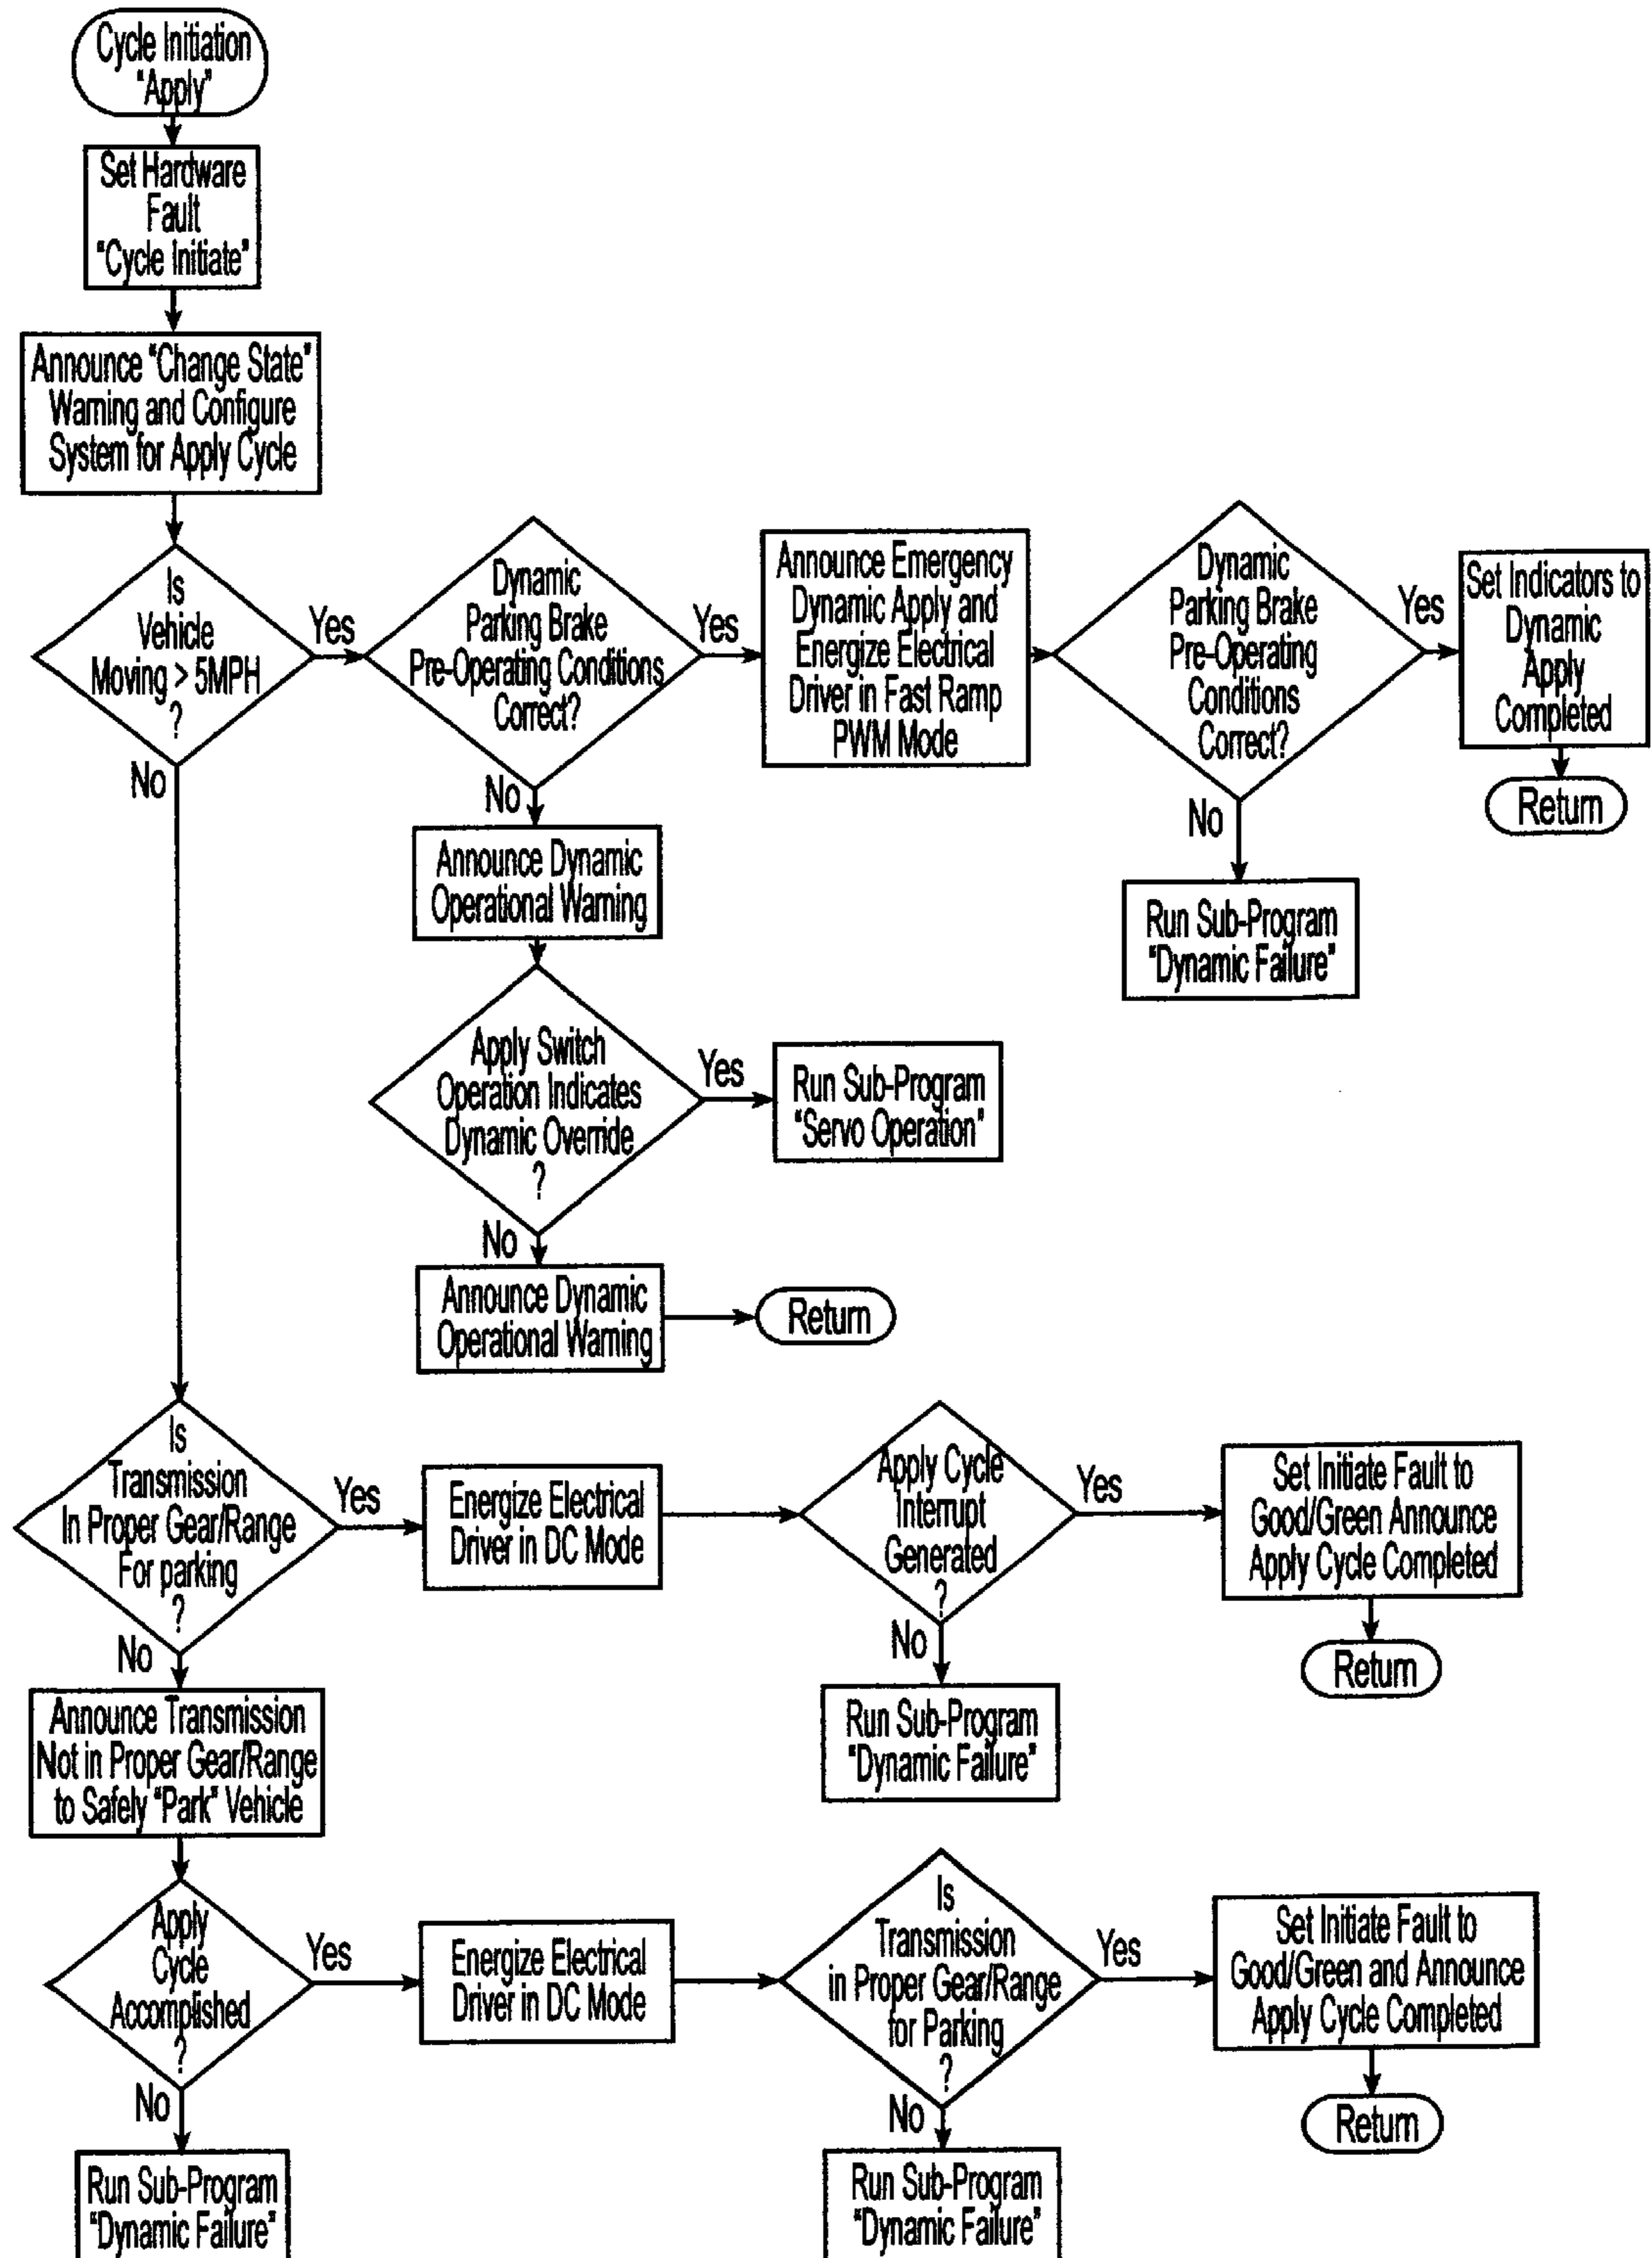 Cycle Initiation
"Apply"
Set Hardware
Fault
"Cycle Initiate"
Announce "Change State"
Warning and Configure
System for Apply Cycle
Is
Vehicle
Moving > 5MPH
?
Yes
No
Dynamic
Parking Brake
Pre-Operating Conditions
Correct?
Yes
No
Announce Emergency
Dynamic Apply and
Energize Electrical
Driver in Fast Ramp
PWM Mode
Dynamic
Parking Brake
Pre-Operating
Conditions
Correct?
Yes
No
Set Indicators to
Dynamic
Apply
Completed
Return
Run Sub-Program
"Dynamic Failure"
Announce Dynamic
Operational Warning
Apply Switch
Operation Indicates
Dynamic Override
?
Yes
No
Run Sub-Program
"Servo Operation"
Announce Dynamic
Operational Warning
Return
Is
Transmission
In Proper Gear/Range
For parking
?
Yes
No
Energize Electrical
Driver in DC Mode
Apply Cycle
Interrupt
Generated
?
Yes
No
Set Initiate Fault to
Good/Green Announce
Apply Cycle Completed
Return
Run Sub-Program
"Dynamic Failure"
Announce Transmission
Not in Proper Gear/Range
to Safely "Park" Vehicle
Apply
Cycle
Accomplished
?
Yes
No
Energize Electrical
Driver in DC Mode
Is
Transmission
in Proper Gear/Range
for Parking
?
Yes
No
Set Initiate Fault to
Good/Green and Announce
Apply Cycle Completed
Return
Run Sub-Program
"Dynamic Failure"
Run Sub-Program
"Dynamic Failure"